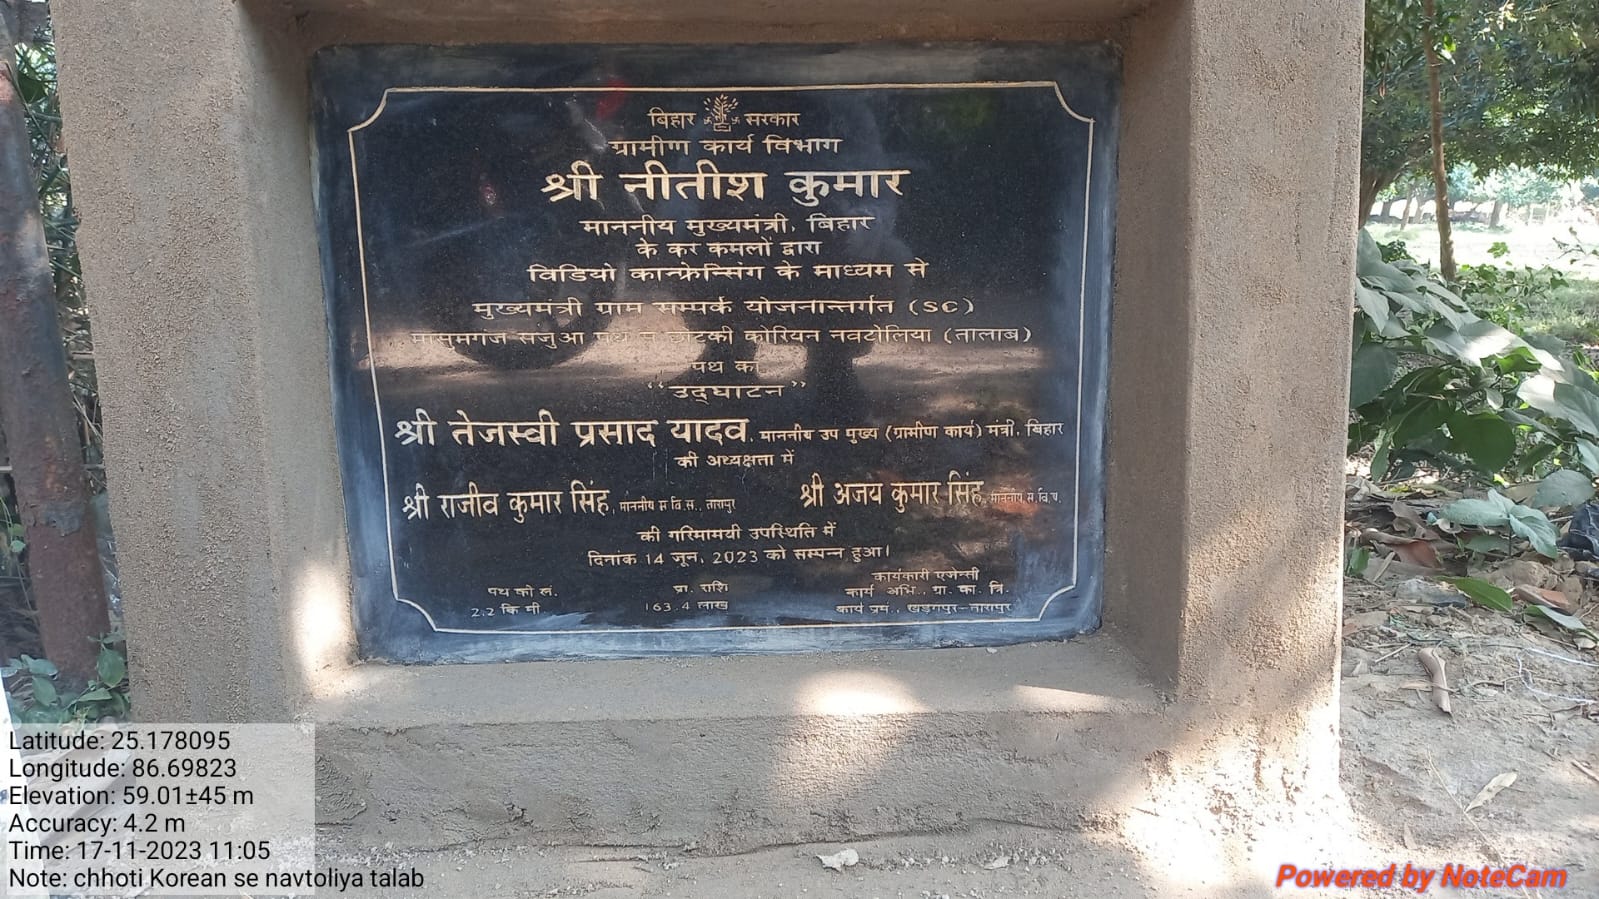 बिहार सरकार
ग्रामीण कार्य विभाग
श्री नीतीश कुमार
माननीय मुख्यमंत्री, बिहार
के कर कमलों द्वारा
विडियो कान्फ्रेन्सिंग के माध्यम से
मुख्यमंत्री ग्राम सम्पर्क योजनान्तर्गत (SC)
मासुमगंज सजुआ पथ से छोटकी कोरियन नवटोलिया (तालाब)
पथ का
"उद्घाटन"
श्री तेजस्वी प्रसाद यादव, माननीय उप मुख्य (ग्रामीण कार्य) मंत्री, बिहार
की अध्यक्षता में
श्री राजीव कुमार सिंह, माननीय स.वि.स., तारापुर श्री अजय कुमार सिंह, माननीय स.वि.प.
की गरिमामयी उपस्थिति में
दिनांक 14 जून, 2023 को सम्पन्न हुआ।
पथ की लं. प्रा. राशि कार्यकारी एजेन्सी
2.2 कि मी 163.4 लाख कार्य अभि., ग्रा. का. वि.
कार्य प्रम., खड़गपुर-तारापुर
Latitude: 25.178095
Longitude: 86.69823
Elevation: 59.01±45 m
Accuracy: 4.2 m
Time: 17-11-2023 11:05
Note: chhoti Korean se navtoliya talab
Powered by NoteCam